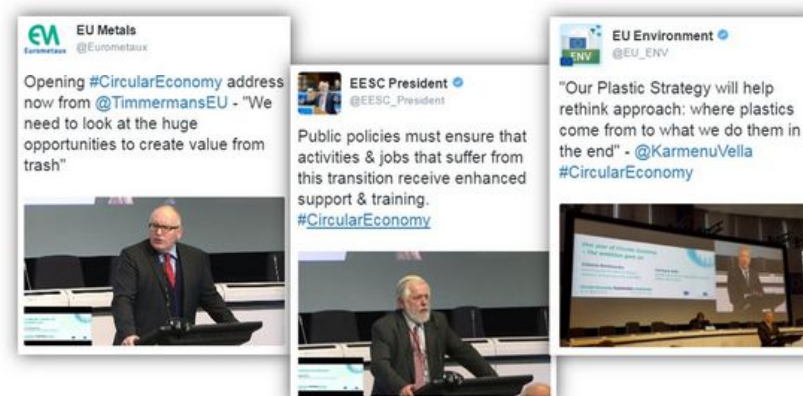 EU Metals
Eurometaux
@Eurometaux
Opening #CircularEconomy address
now from @TimmermansEU - "We
need to look at the huge
opportunities to create value from
trash"
EESC President
@EESC_President
Public policies must ensure that
activities & jobs that suffer from
this transition receive enhanced
support & training.
#CircularEconomy
EU Environment
ENV
@EU_ENV
"Our Plastic Strategy will help
rethink approach: where plastics
come from to what we do them in
the end" - @KarmenuVella
#CircularEconomy